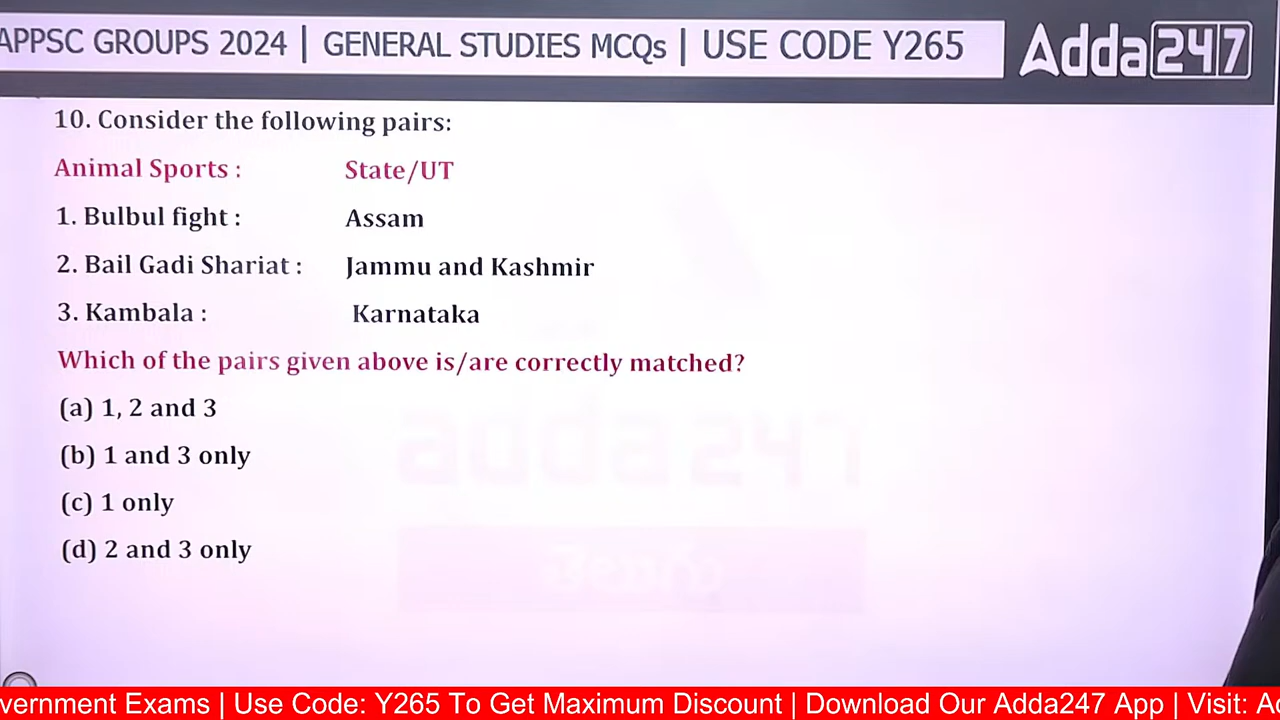 APPSC GROUPS 2024 | GENERAL STUDIES MCQs | USE CODE Y265
Adda247
10. Consider the following pairs:
Animal Sports : State/UT
1. Bulbul fight : Assam
2. Bail Gadi Shariat : Jammu and Kashmir
3. Kambala : Karnataka
Which of the pairs given above is/are correctly matched?
(a) 1, 2 and 3
(b) 1 and 3 only
(c) 1 only
(d) 2 and 3 only
adda247
తెలుగు
vernment Exams | Use Code: Y265 To Get Maximum Discount | Download Our Adda247 App | Visit: A